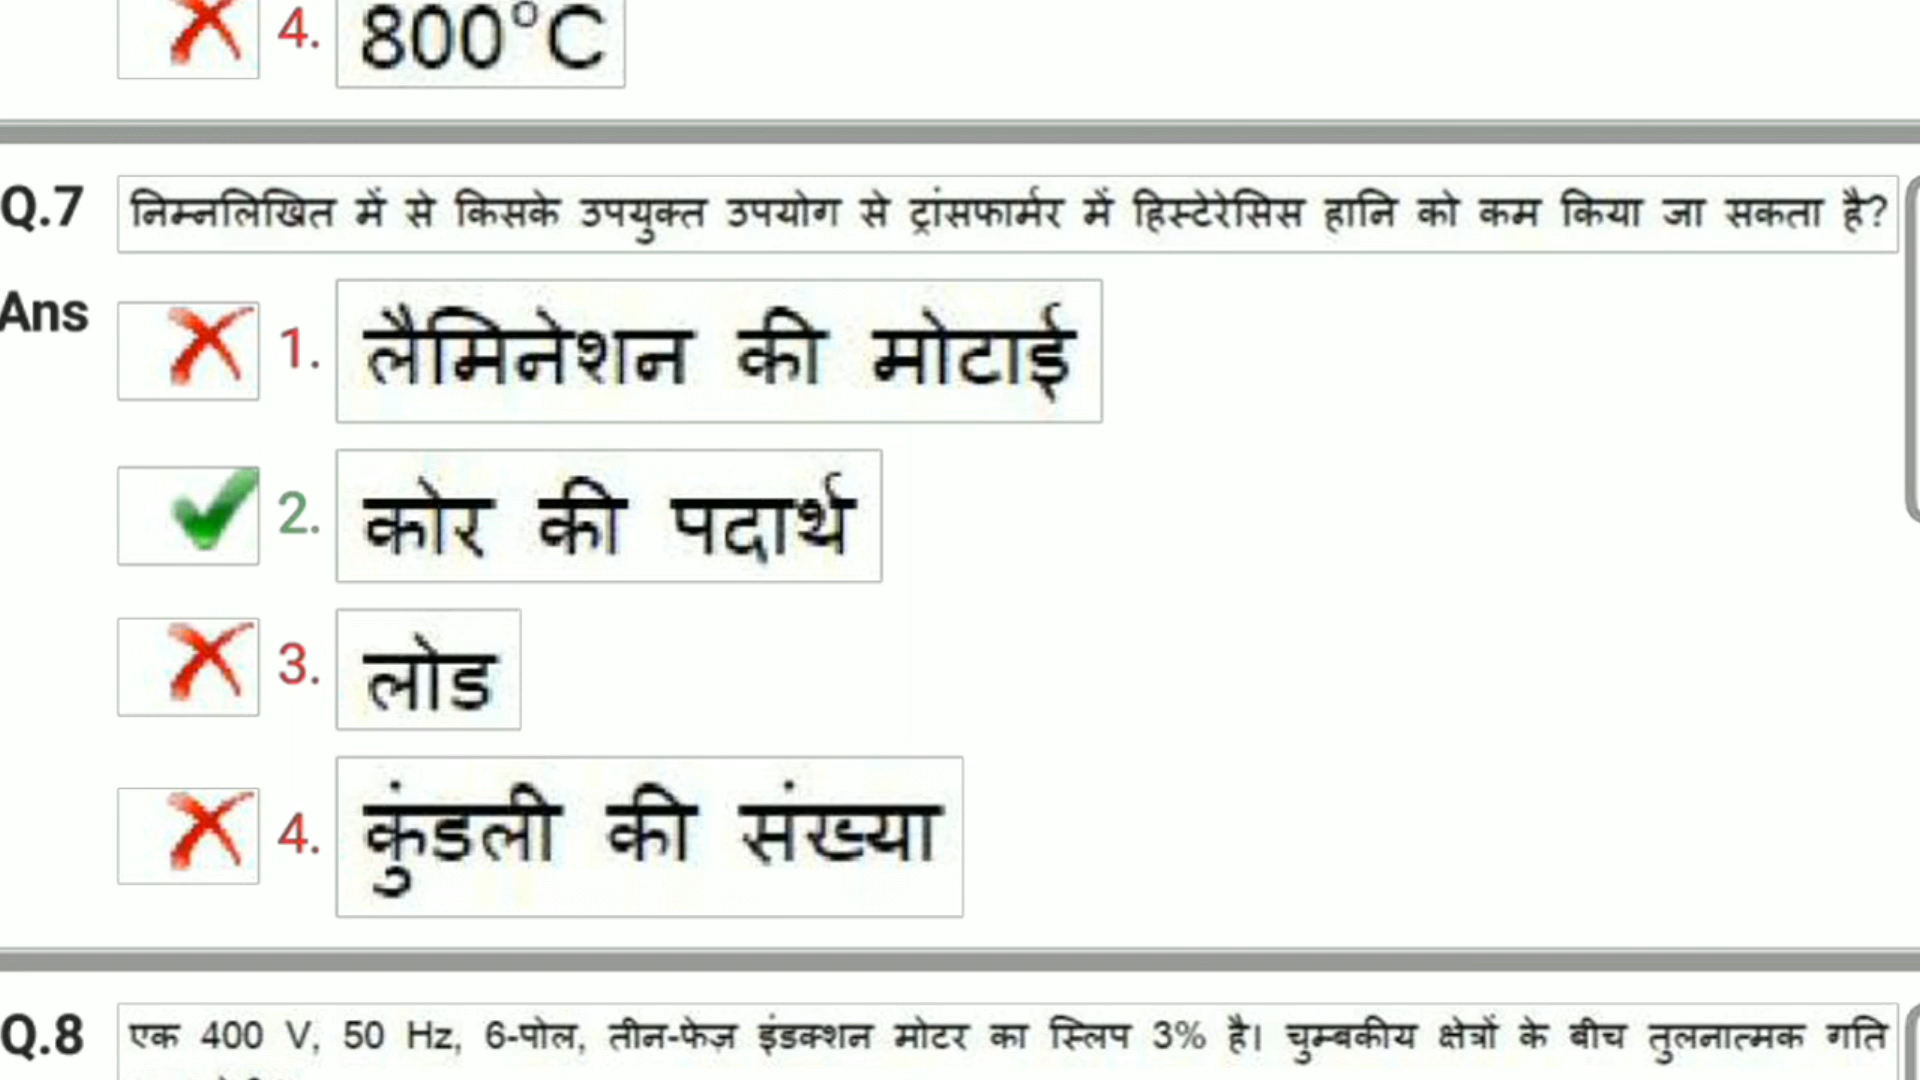 4. 800°C
Q.7 निम्नलिखित में से किसके उपयुक्त उपयोग से ट्रांसफार्मर में हिस्टेरेसिस हानि को कम किया जा सकता है?
Ans 1. लैमिनेशन की मोटाई
2. कोर की पदार्थ
3. लोड
4. कुंडली की संख्या
Q.8 एक 400 V, 50 Hz, 6-पोल, तीन-फेज़ इंडक्शन मोटर का स्लिप 3% है। चुम्बकीय क्षेत्रों के बीच तुलनात्मक गति